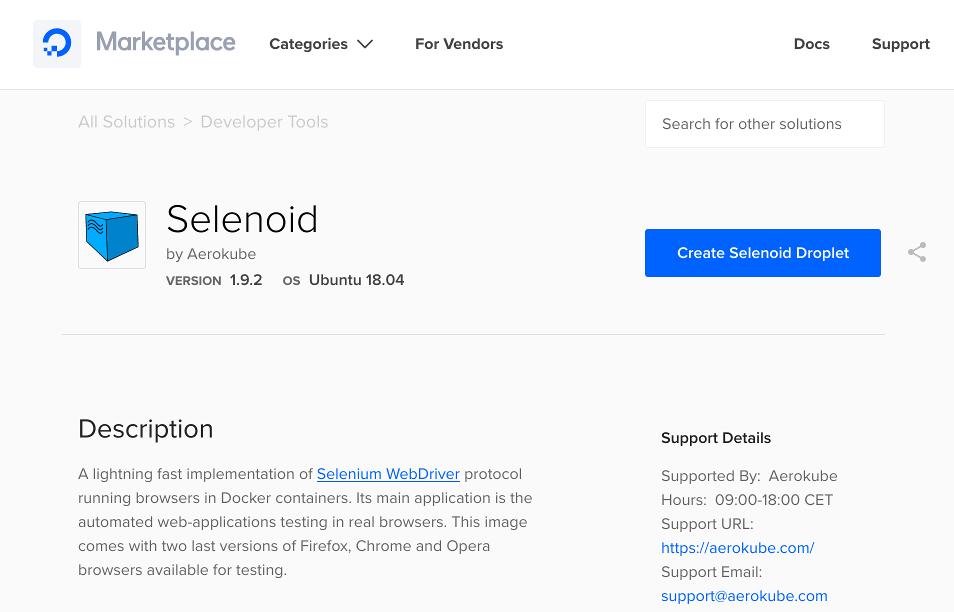 Marketplace
Categories
For Vendors
Docs
Support
All Solutions > Developer Tools
Search for other solutions
Selenoid
by Aerokube
VERSION 1.9.2 OS Ubuntu 18.04
Create Selenoid Droplet
Description
A lightning fast implementation of Selenium WebDriver protocol
running browsers in Docker containers. Its main application is the
automated web-applications testing in real browsers. This image
comes with two last versions of Firefox, Chrome and Opera
browsers available for testing.
Support Details
Supported By: Aerokube
Hours: 09:00-18:00 CET
Support URL:
https://aerokube.com/
Support Email:
support@aerokube.com